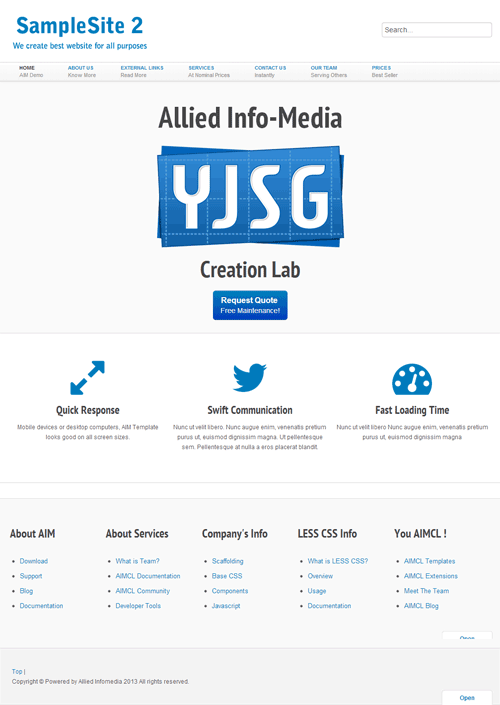 SampleSite 2
We create best website for all purposes
Search...
HOME
AIM Demo
ABOUT US
Know More
EXTERNAL LINKS
Read More
SERVICES
At Nominal Prices
CONTACT US
Instantly
OUR TEAM
Serving Others
PRICES
Best Seller
Allied Info-Media
YJSG
Creation Lab
Request Quote
Free Maintenance!
Quick Response
Mobile devices or desktop computers, AIM Template
looks good on all screen sizes.
Swift Communication
Nunc ut velit libero. Nunc augue enim, venenatis pretium
purus ut, euismod dignissim magna. Ut pellentesque
sem. Pellentesque at nulla a eros placerat blandit.
Fast Loading Time
Nunc ut velit libero Nunc augue enim, venenatis pretium
purus ut, euismod dignissim magna
About AIM
Download
Support
Blog
Documentation
About Services
What is Team?
AIMCL Documentation
AIMCL Community
Developer Tools
Company's Info
Scaffolding
Base CSS
Components
Javascript
LESS CSS Info
What is LESS CSS?
Overview
Usage
Documentation
You AIMCL !
AIMCL Templates
AIMCL Extensions
Meet The Team
AIMCL Blog
Open
Top |
Copyright © Powered by Allied Infomedia 2013 All rights reserved.
Open